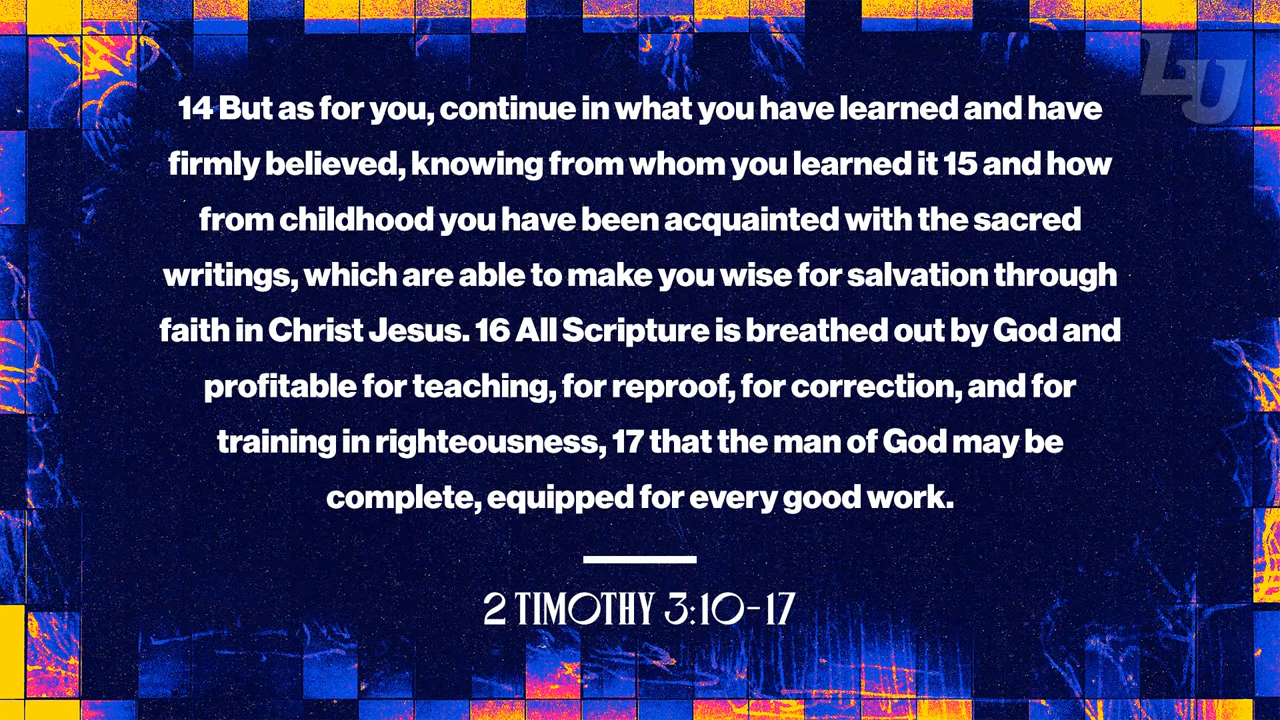 LU
14 But as for you, continue in what you have learned and have
firmly believed, knowing from whom you learned it 15 and how
from childhood you have been acquainted with the sacred
writings, which are able to make you wise for salvation through
faith in Christ Jesus. 16 All Scripture is breathed out by God and
profitable for teaching, for reproof, for correction, and for
training in righteousness, 17 that the man of God may be
complete, equipped for every good work.
2 TIMOTHY 3:10-17